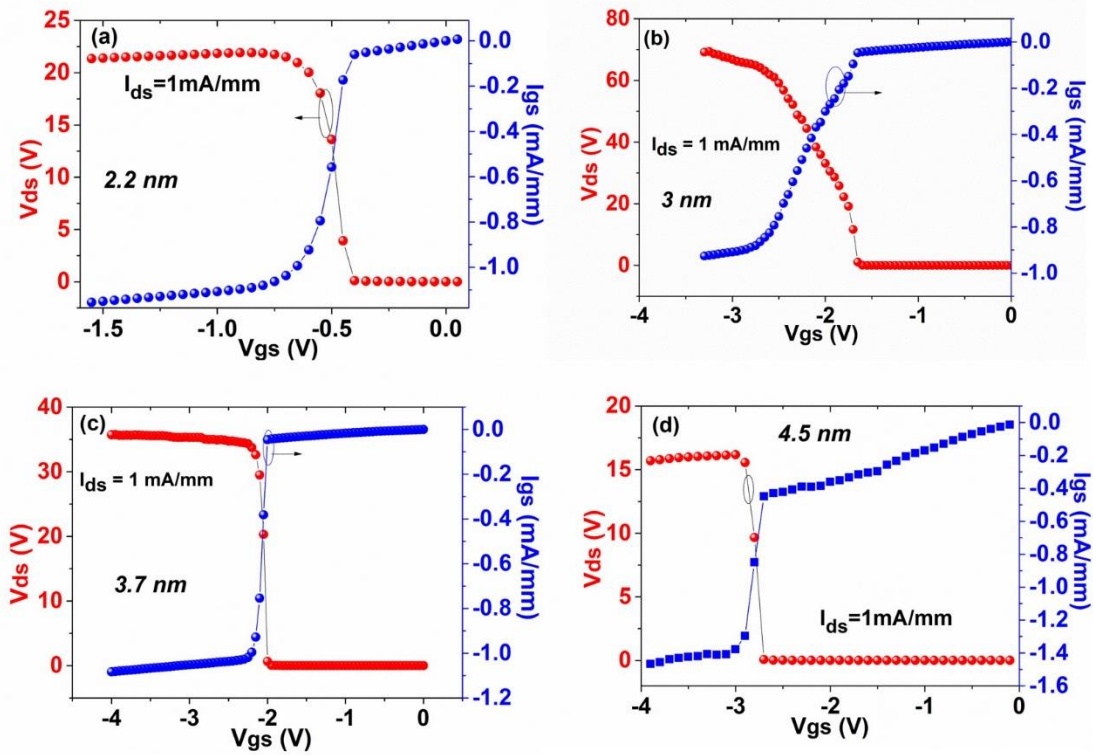 (a)
I_ds=1mA/mm
2.2 nm
Vds (V)
25
20
15
10
5
0
Igs (mA/mm)
0.0
-0.2
-0.4
-0.6
-0.8
-1.0
-1.5 -1.0 -0.5 0.0
Vgs (V)
(b)
I_ds = 1 mA/mm
3 nm
Vds (V)
80
60
40
20
0
Igs (mA/mm)
0.0
-0.2
-0.4
-0.6
-0.8
-1.0
-4 -3 -2 -1 0
Vgs (V)
(c)
I_ds = 1 mA/mm
3.7 nm
Vds (V)
40
30
20
10
0
Igs (mA/mm)
0.0
-0.2
-0.4
-0.6
-0.8
-1.0
-1.2
-4 -3 -2 -1 0
Vgs (V)
(d)
4.5 nm
I_ds=1mA/mm
Vds (V)
20
15
10
5
0
Igs (mA/mm)
0.0
-0.2
-0.4
-0.6
-0.8
-1.0
-1.2
-1.4
-1.6
-4 -3 -2 -1 0
Vgs (V)